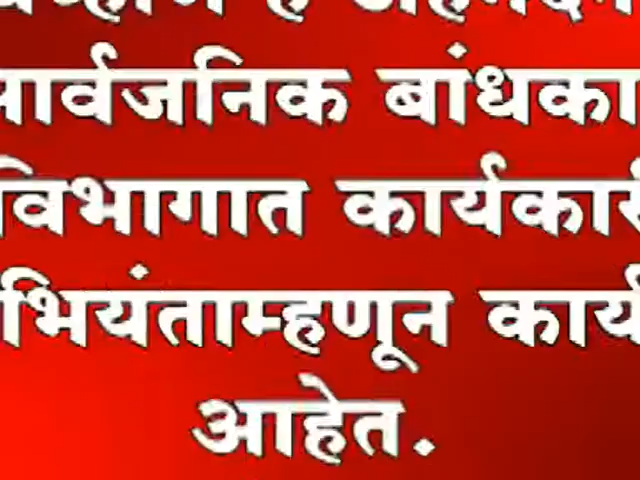 सार्वजनिक बांधका
विभागात कार्यकारी
भियंताम्हणून कार्य
आहेत.